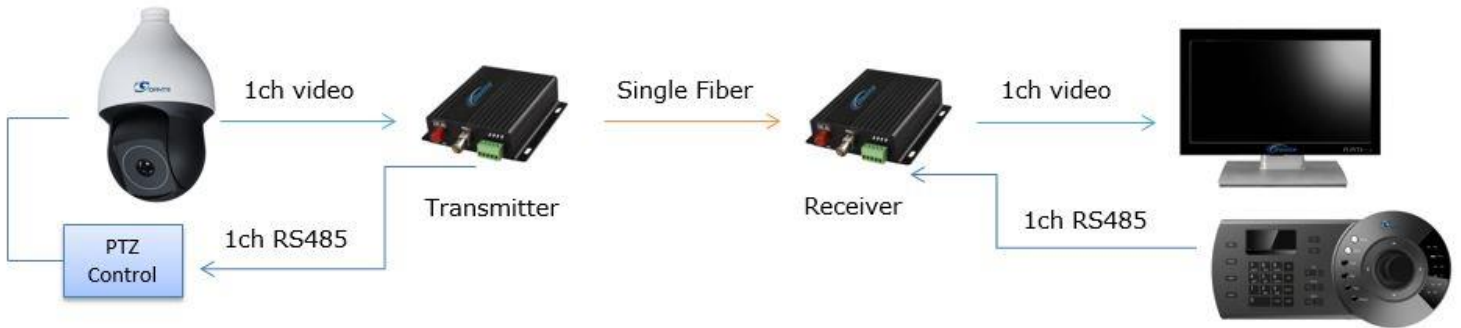 1ch video
Single Fiber
1ch video
Transmitter
Receiver
1ch RS485
1ch RS485
PTZ
Control